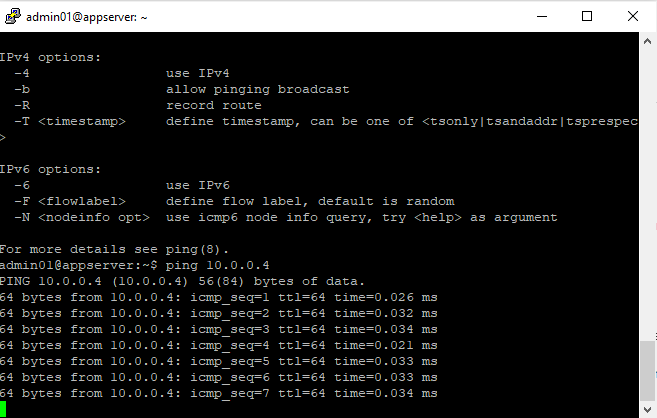 admin01@appserver: ~
IPv4 options:
  -4                 use IPv4
  -b                 allow pinging broadcast
  -R                 record route
  -T <timestamp>     define timestamp, can be one of <tsonly|tsandaddr|tsprespec
>
IPv6 options:
  -6                 use IPv6
  -F <flowlabel>     define flow label, default is random
  -N <nodeinfo opt>  use icmp6 node info query, try <help> as argument
For more details see ping(8).
admin01@appserver:~$ ping 10.0.0.4
PING 10.0.0.4 (10.0.0.4) 56(84) bytes of data.
64 bytes from 10.0.0.4: icmp_seq=1 ttl=64 time=0.026 ms
64 bytes from 10.0.0.4: icmp_seq=2 ttl=64 time=0.032 ms
64 bytes from 10.0.0.4: icmp_seq=3 ttl=64 time=0.034 ms
64 bytes from 10.0.0.4: icmp_seq=4 ttl=64 time=0.021 ms
64 bytes from 10.0.0.4: icmp_seq=5 ttl=64 time=0.033 ms
64 bytes from 10.0.0.4: icmp_seq=6 ttl=64 time=0.033 ms
64 bytes from 10.0.0.4: icmp_seq=7 ttl=64 time=0.034 ms